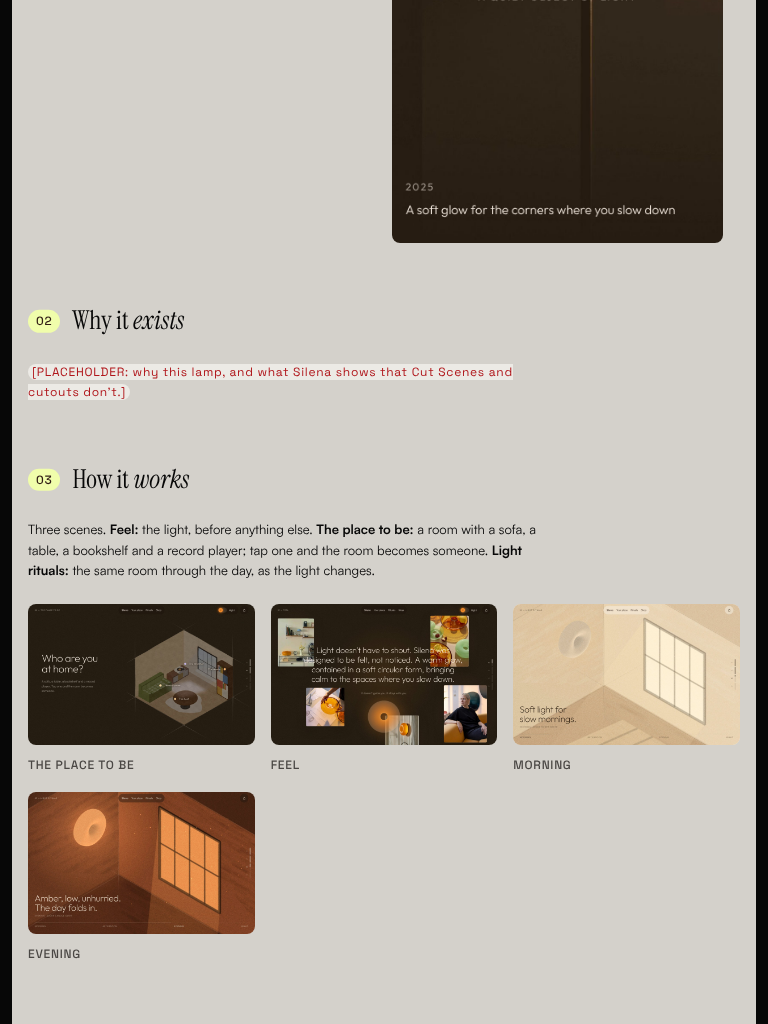 2025
A soft glow for the corners where you slow down
02
Why it exists
[PLACEHOLDER: why this lamp, and what Silena shows that Cut Scenes and
cutouts don't.]
03
How it works
Three scenes. Feel: the light, before anything else. The place to be: a room with a sofa, a
table, a bookshelf and a record player; tap one and the room becomes someone. Light
rituals: the same room through the day, as the light changes.
Who are you
at home?
Light doesn't have to shout. Silena was
designed to be felt, not noticed. A warm glow,
contained in a soft circular form, bringing
calm to the spaces where you slow down.
Soft light for
slow mornings.
THE PLACE TO BE
FEEL
MORNING
Amber, low, unhurried.
The day folds in.
EVENING